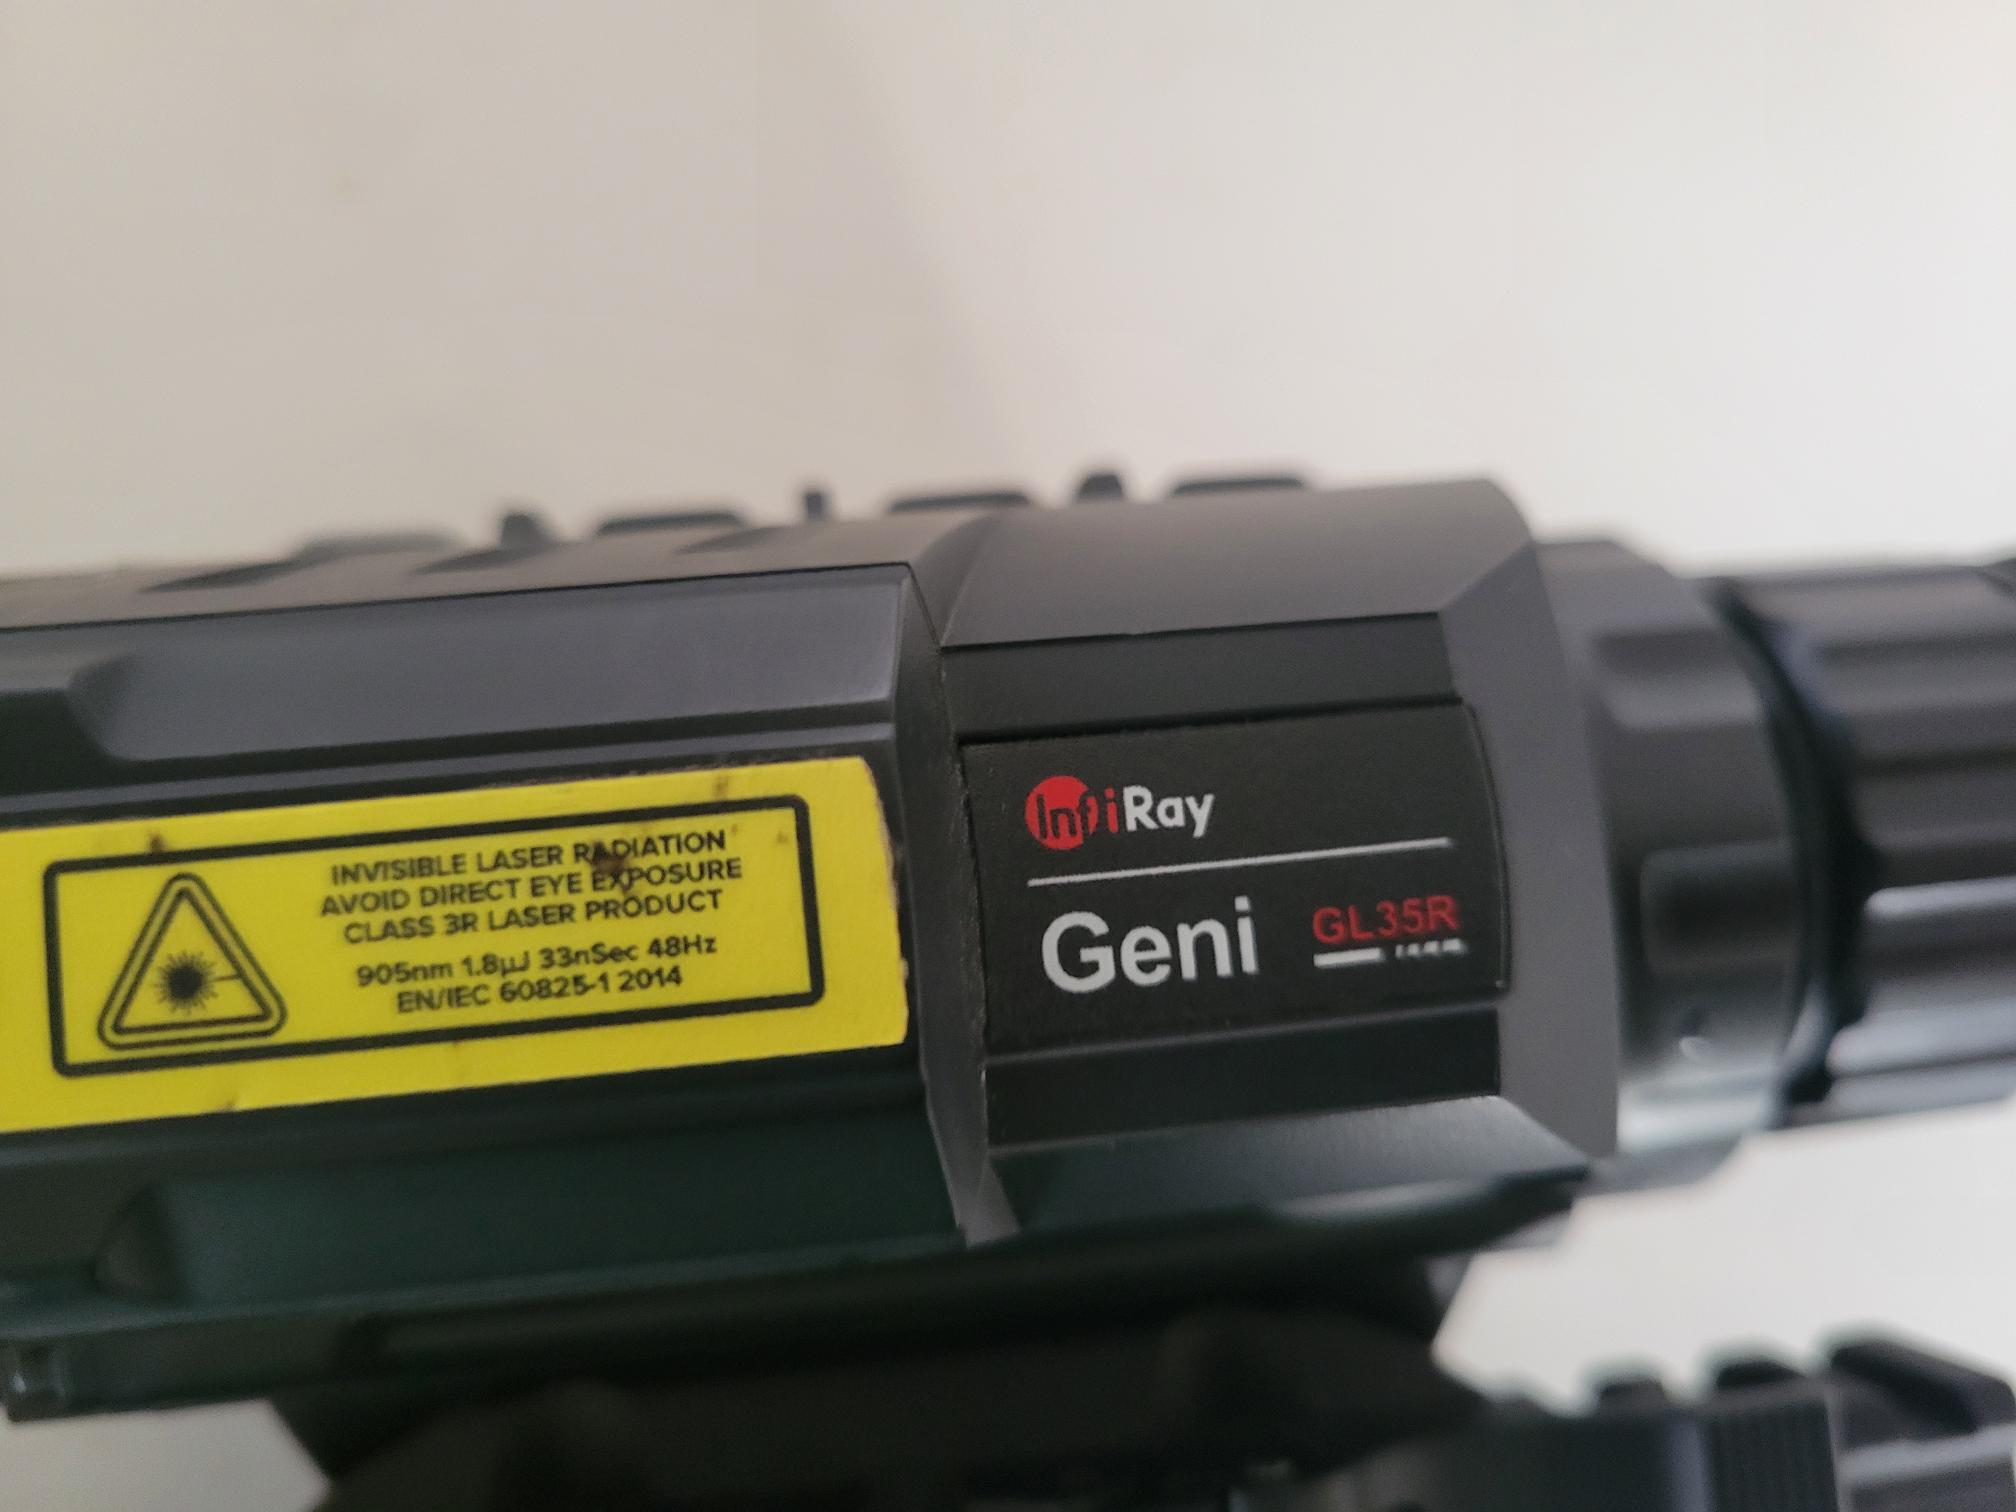 INVISIBLE LASER RADIATION
AVOID DIRECT EYE EXPOSURE
CLASS 3R LASER PRODUCT
905nm 1.8µJ 33nSec 48Hz
EN/IEC 60825-1 2014
InfiRay
Geni GL35R